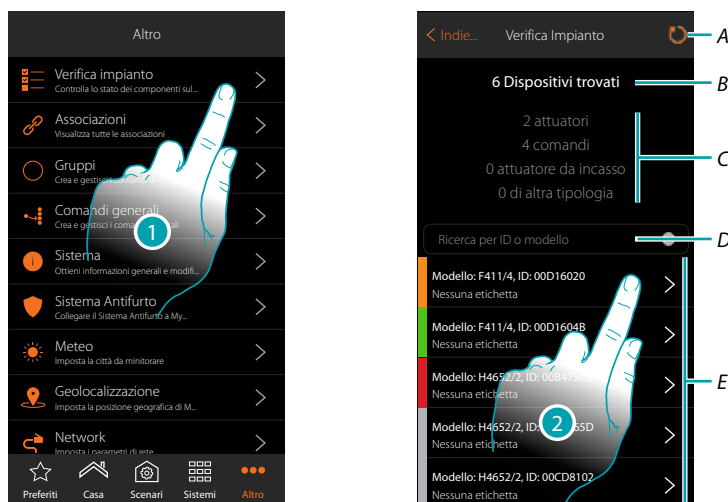 Altro
Verifica impianto
Controlla lo stato dei componenti sul...
Associazioni
Visualizza tutte le associazioni
Gruppi
Crea e gestisci
Comandi generali
Crea e gestisci i
Sistema
Ottieni informazioni generali e modifi...
Sistema Antifurto
Collegare il Sistema Antifurto a My...
Meteo
Imposta la città da minitorare
Geolocalizzazione
Imposta la posizione geografica di M...
Network
Imposta i parametri di rete
Preferiti
Casa
Scenari
Sistemi
Altro
1
Indie...
Verifica Impianto
A
6 Dispositivi trovati
B
2 attuatori
4 comandi
0 attuatore da incasso
0 di altra tipologia
C
Ricerca per ID o modello
D
Modello: F411/4, ID: 00D16020
Nessuna etichetta
Modello: F411/4, ID: 00D1604B
Nessuna etichetta
Modello: H4652/2, ID:
Nessuna etichetta
Modello: H4652/2, ID:
Nessuna etichetta
Modello: H4652/2, ID: 00CD8102
Nessuna etichetta
E
2